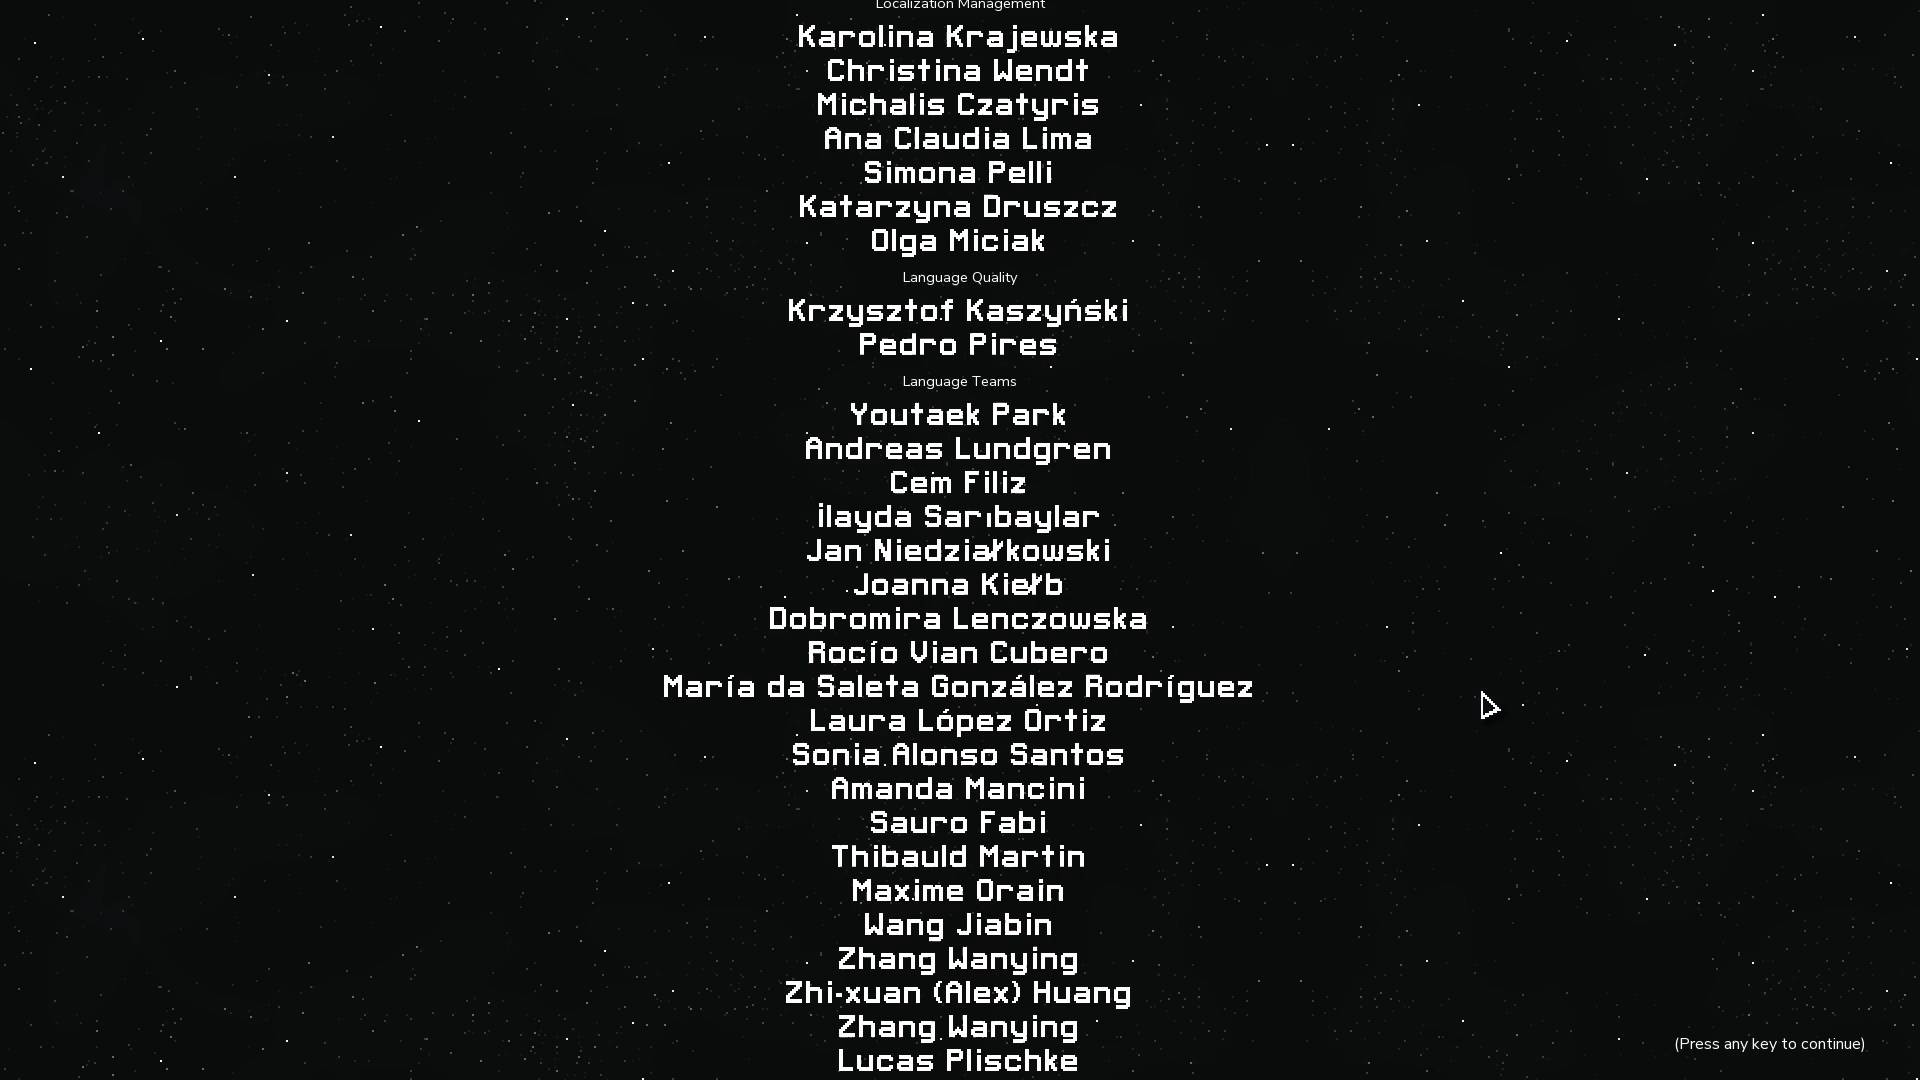 Localization Management
Karolina Krajewska
Christina Wendt
Michalis Czatyris
Ana Claudia Lima
Simona Pelli
Katarzyna Druszcz
Olga Miciak
Language Quality
Krzysztof Kaszyński
Pedro Pires
Language Teams
Youtaek Park
Andreas Lundgren
Cem Filiz
ilayda Sarıbaylar
Jan Niedziałkowski
Joanna Kiełb
Dobromira Lenczowska
Rocío Vian Cubero
María da Saleta González Rodríguez
Laura López Ortiz
Sonia Alonso Santos
Amanda Mancini
Sauro Fabi
Thibauld Martin
Maxime Orain
Wang Jiabin
Zhang Wanying
Zhi-xuan (Alex) Huang
Zhang Wanying
Lucas Plischke
(Press any key to continue)